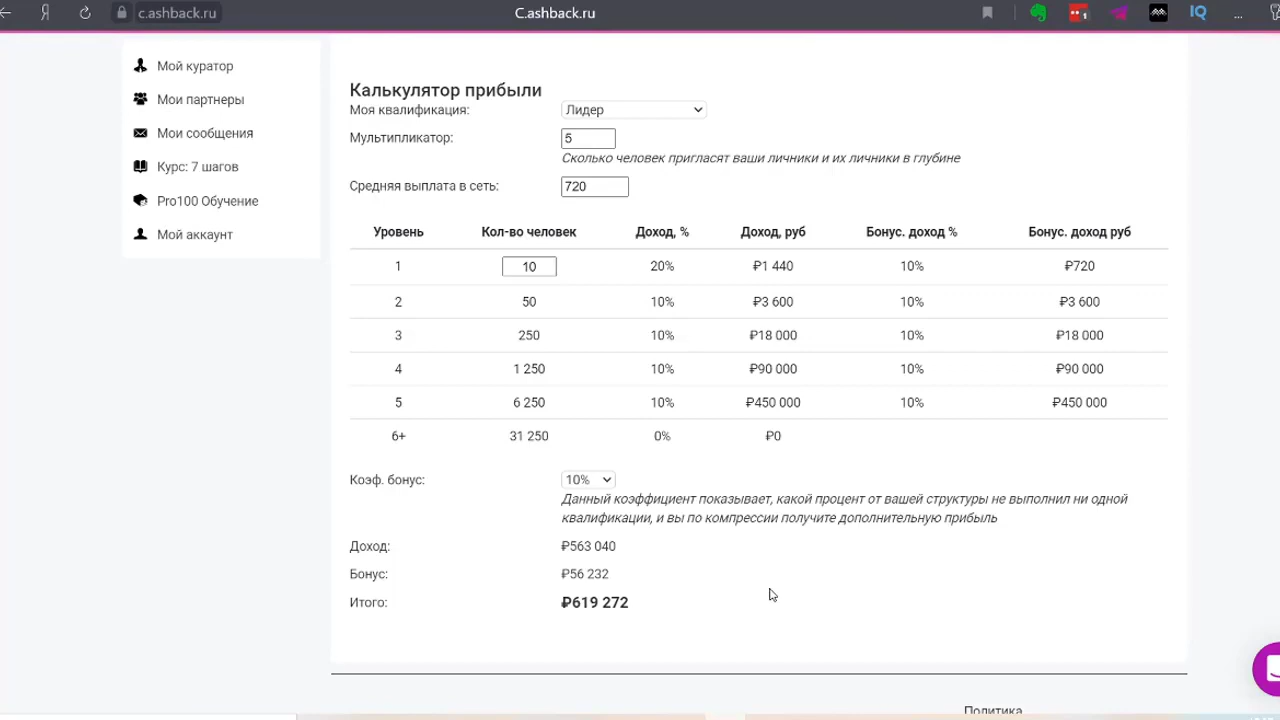 c.ashback.ru
C.ashback.ru
Мой куратор
Мои партнеры
Мои сообщения
Курс: 7 шагов
Pro100 Обучение
Мой аккаунт
Калькулятор прибыли
Моя квалификация: Лидер
Мультипликатор: 5
Сколько человек пригласят ваши личники и их личники в глубине
Средняя выплата в сеть: 720
Уровень Кол-во человек Доход, % Доход, руб Бонус. доход % Бонус. доход руб
1 10 20% ₽1 440 10% ₽720
2 50 10% ₽3 600 10% ₽3 600
3 250 10% ₽18 000 10% ₽18 000
4 1 250 10% ₽90 000 10% ₽90 000
5 6 250 10% ₽450 000 10% ₽450 000
6+ 31 250 0% ₽0
Коэф. бонус: 10%
Данный коэффициент показывает, какой процент от вашей структуры не выполнил ни одной
квалификации, и вы по компрессии получите дополнительную прибыль
Доход: ₽563 040
Бонус: ₽56 232
Итого: ₽619 272
Политика